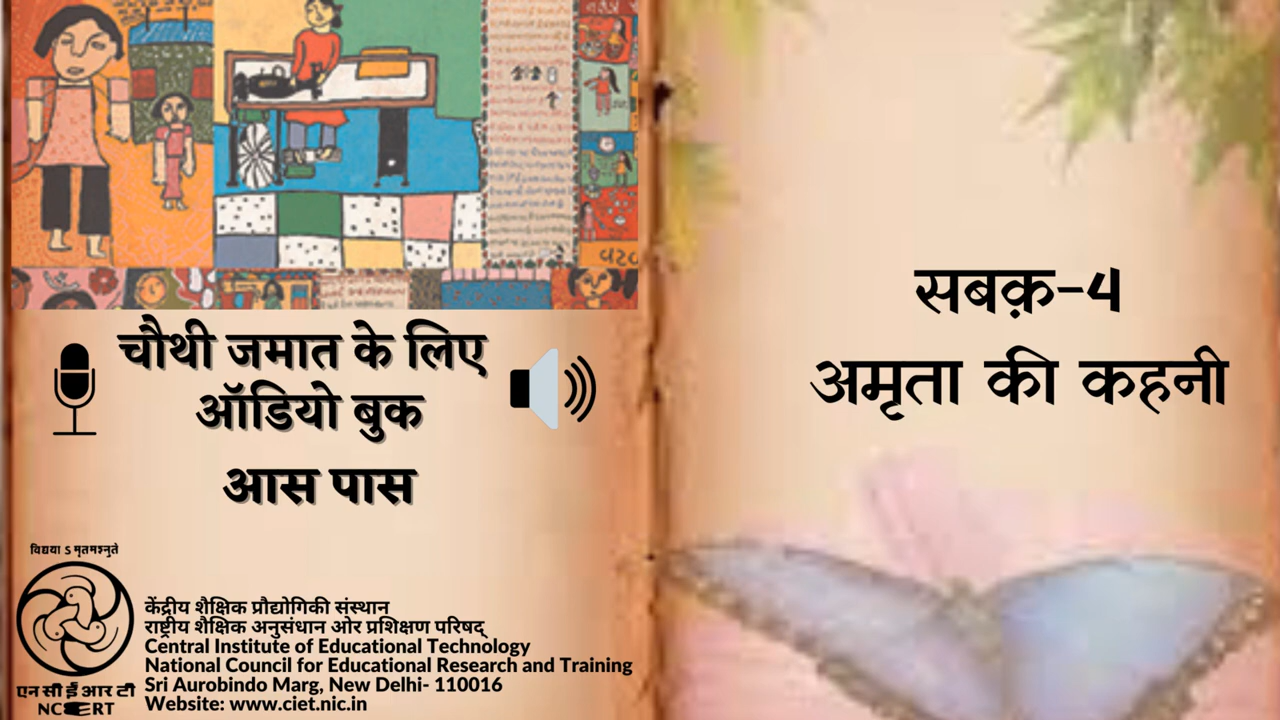 चौथी जमात के लिए
ऑडियो बुक
आस पास
विद्यया ऽ मृतमश्नुते
एन सी ई आर टी
NCERT
केंद्रीय शैक्षिक प्रौद्योगिकी संस्थान
राष्ट्रीय शैक्षिक अनुसंधान ओर प्रशिक्षण परिषद्
Central Institute of Educational Technology
National Council for Educational Research and Training
Sri Aurobindo Marg, New Delhi- 110016
Website: www.ciet.nic.in
सबक़-4
अमृता की कहनी